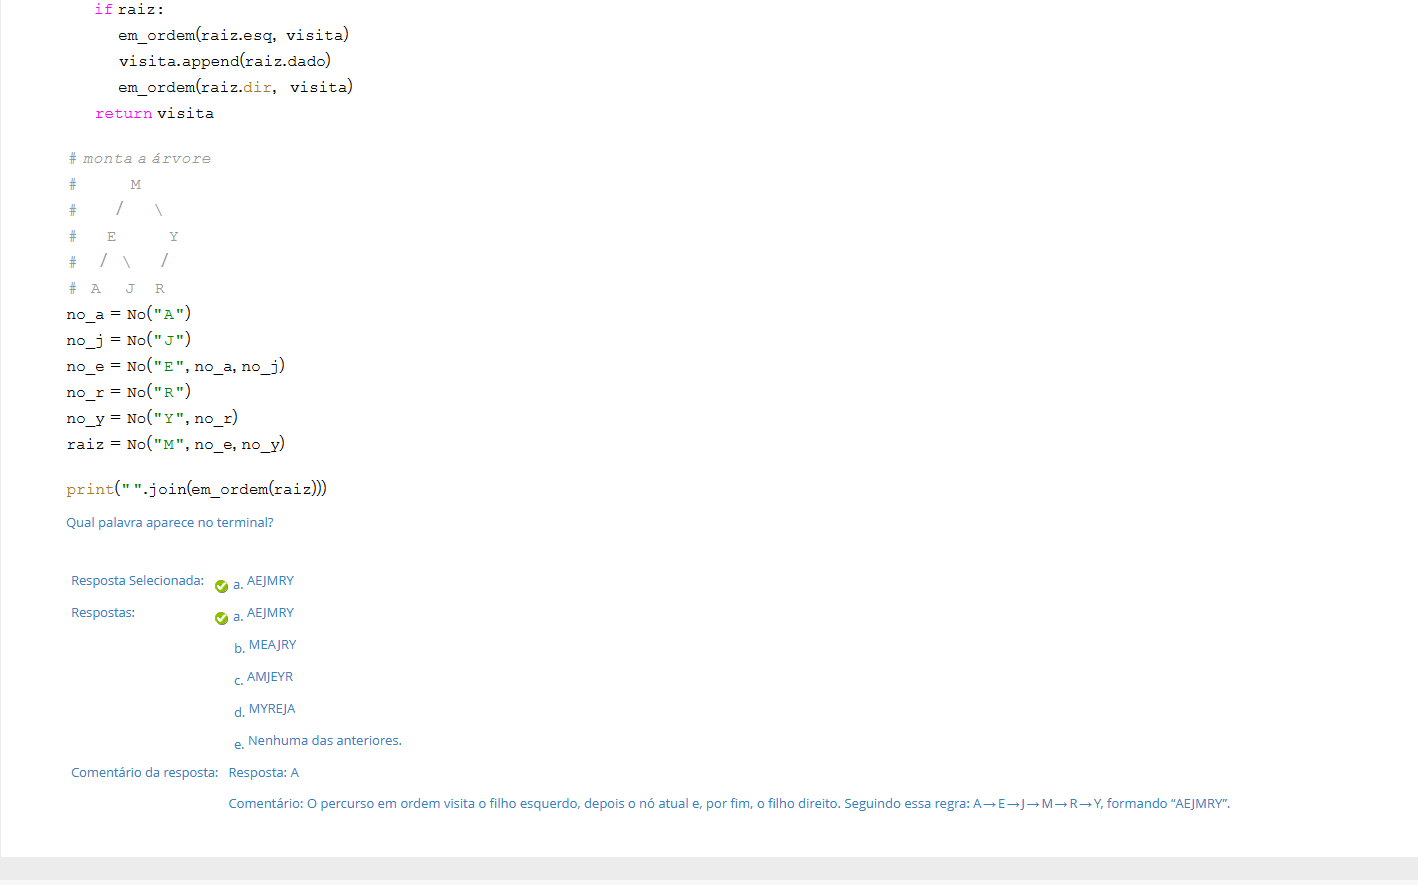 if raiz:
em_ordem(raiz.esq, visita)
visita.append(raiz.dado)
em_ordem(raiz.dir, visita)
return visita
# monta a árvore
#       M
#     /   \
#    E      Y
#   / \   /
#  A   J  R
no_a = No("A")
no_j = No("J")
no_e = No("E", no_a, no_j)
no_r = No("R")
no_y = No("Y", no_r)
raiz = No("M", no_e, no_y)
print(" ".join(em_ordem(raiz)))
Qual palavra aparece no terminal?
Resposta Selecionada: a. AEJMRY
Respostas: a. AEJMRY
b. MEAJRY
c. AMJEYR
d. MYREJA
e. Nenhuma das anteriores.
Comentário da resposta: Resposta: A
Comentário: O percurso em ordem visita o filho esquerdo, depois o nó atual e, por fim, o filho direito. Seguindo essa regra: A→E→J→M→R→Y, formando “AEJMRY”.